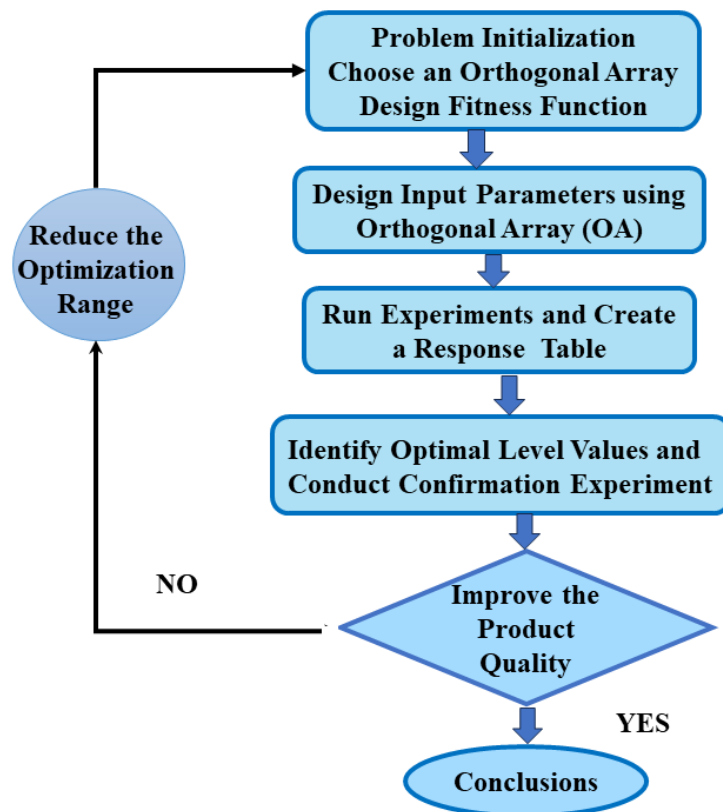 Problem Initialization
Choose an Orthogonal Array
Design Fitness Function
Design Input Parameters using
Orthogonal Array (OA)
Reduce the
Optimization
Range
Run Experiments and Create
a Response Table
Identify Optimal Level Values and
Conduct Confirmation Experiment
NO
Improve the
Product
Quality
YES
Conclusions